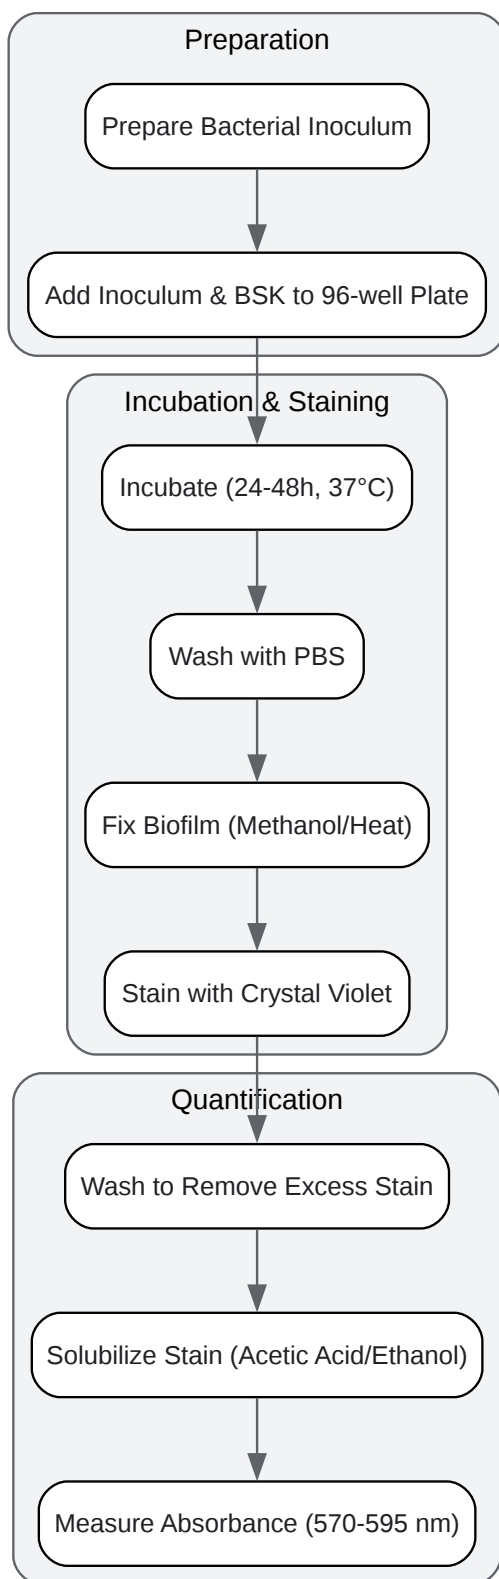 Preparation
Prepare Bacterial Inoculum
Add Inoculum & BSK to 96-well Plate
Incubation & Staining
Incubate (24-48h, 37°C)
Wash with PBS
Fix Biofilm (Methanol/Heat)
Stain with Crystal Violet
Quantification
Wash to Remove Excess Stain
Solubilize Stain (Acetic Acid/Ethanol)
Measure Absorbance (570-595 nm)